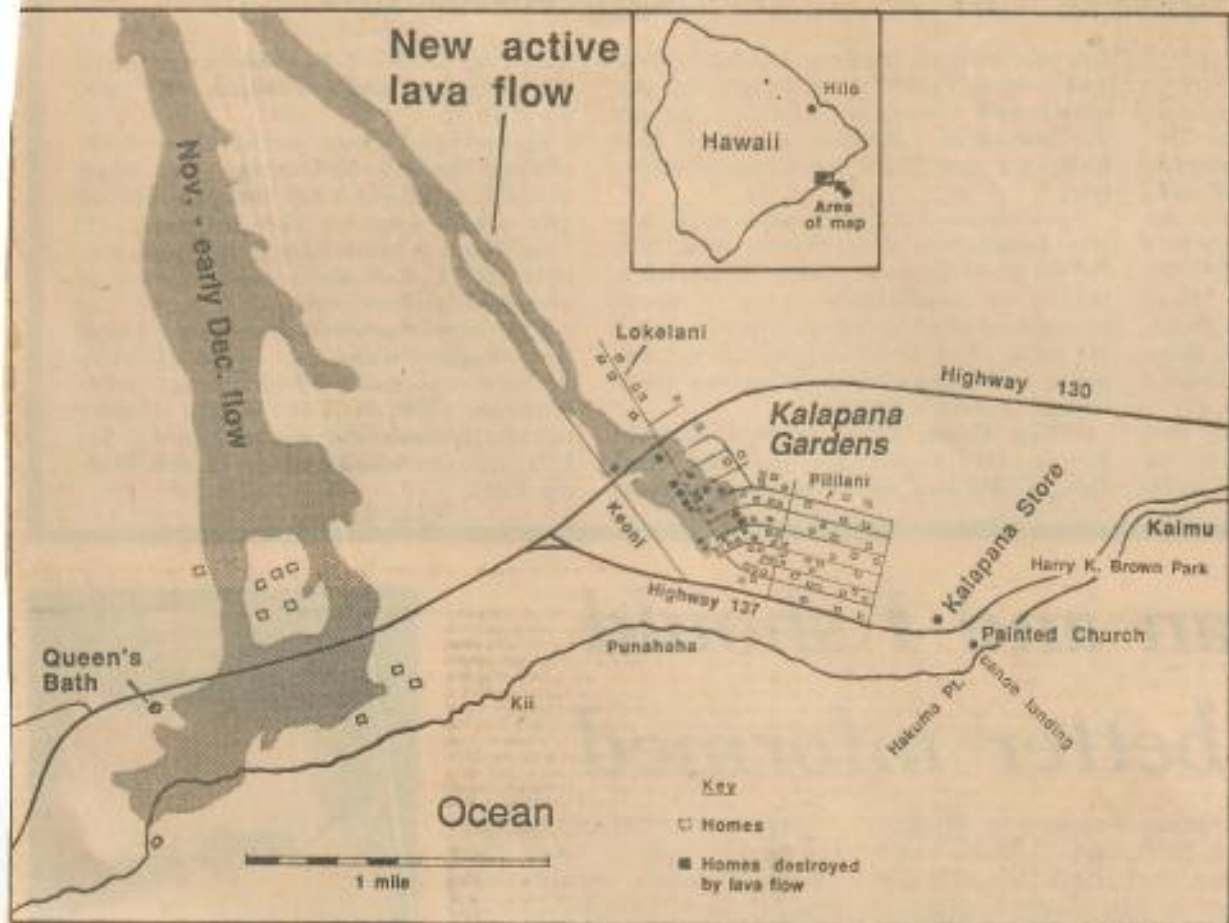 New active
lava flow
Hilo
Hawaii
Area
of map
Nov. - early Dec. flow
Lokelani
Highway 130
Kalapana
Gardens
Pililani
Keoni
Kalapana Store
Kaimu
Harry K. Brown Park
Highway 137
Painted Church
Punahaha
Queen's
Bath
Kii
Hakuma Pt.
canoe landing
Ocean
Key
Homes
Homes destroyed
by lava flow
1 mile